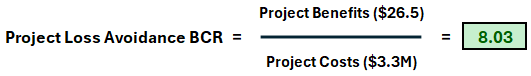 Project Benefits ($26.5)
Project Loss Avoidance BCR = = 8.03
Project Costs ($3.3M)